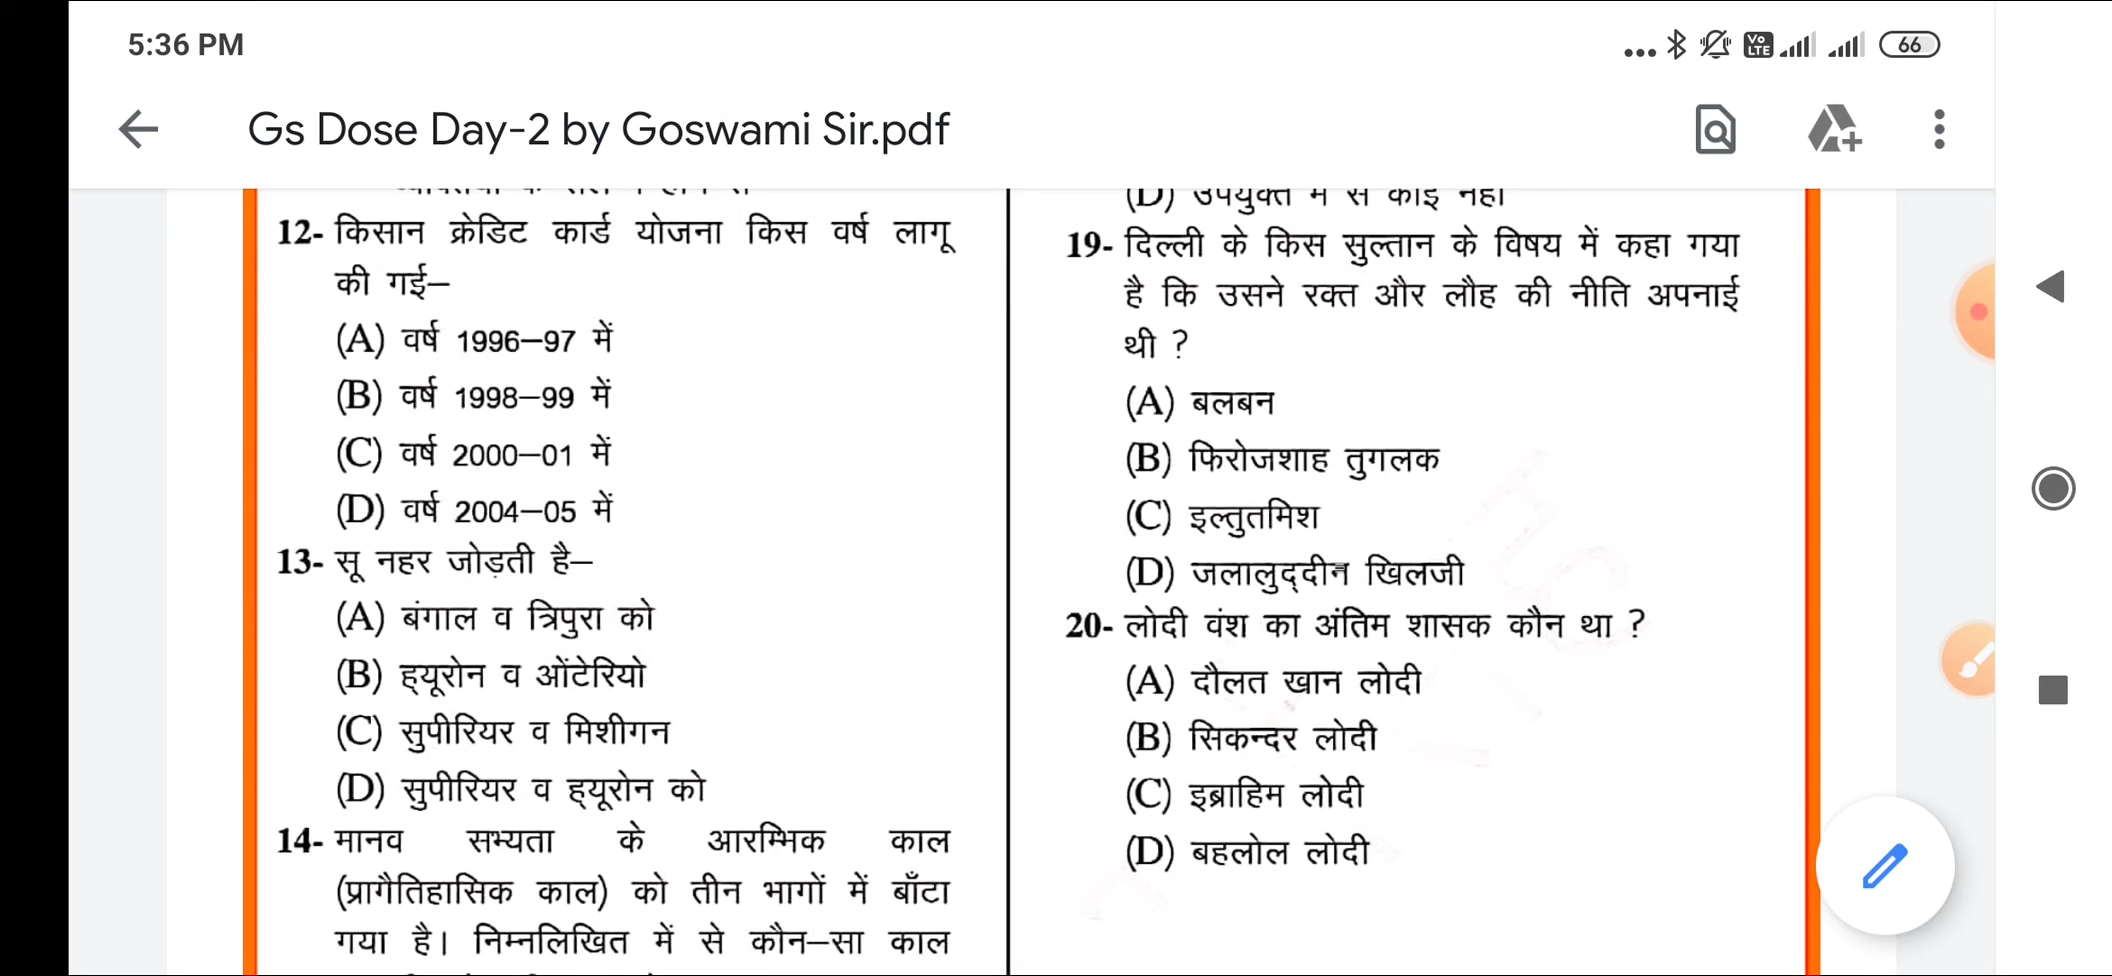 5:36 PM
VoLTE
66
Gs Dose Day-2 by Goswami Sir.pdf
12- किसान क्रेडिट कार्ड योजना किस वर्ष लागू
की गई–
(A) वर्ष 1996–97 में
(B) वर्ष 1998–99 में
(C) वर्ष 2000–01 में
(D) वर्ष 2004–05 में
13- सू नहर जोड़ती है–
(A) बंगाल व त्रिपुरा को
(B) ह्यूरोन व ओंटेरियो
(C) सुपीरियर व मिशीगन
(D) सुपीरियर व ह्यूरोन को
14- मानव सभ्यता के आरम्भिक काल
(प्रागैतिहासिक काल) को तीन भागों में बाँटा
गया है। निम्नलिखित में से कौन–सा काल
(D) उपर्युक्त में से कोई नहीं
19- दिल्ली के किस सुल्तान के विषय में कहा गया
है कि उसने रक्त और लौह की नीति अपनाई
थी ?
(A) बलबन
(B) फिरोजशाह तुगलक
(C) इल्तुतमिश
(D) जलालुद्दीन खिलजी
20- लोदी वंश का अंतिम शासक कौन था ?
(A) दौलत खान लोदी
(B) सिकन्दर लोदी
(C) इब्राहिम लोदी
(D) बहलोल लोदी